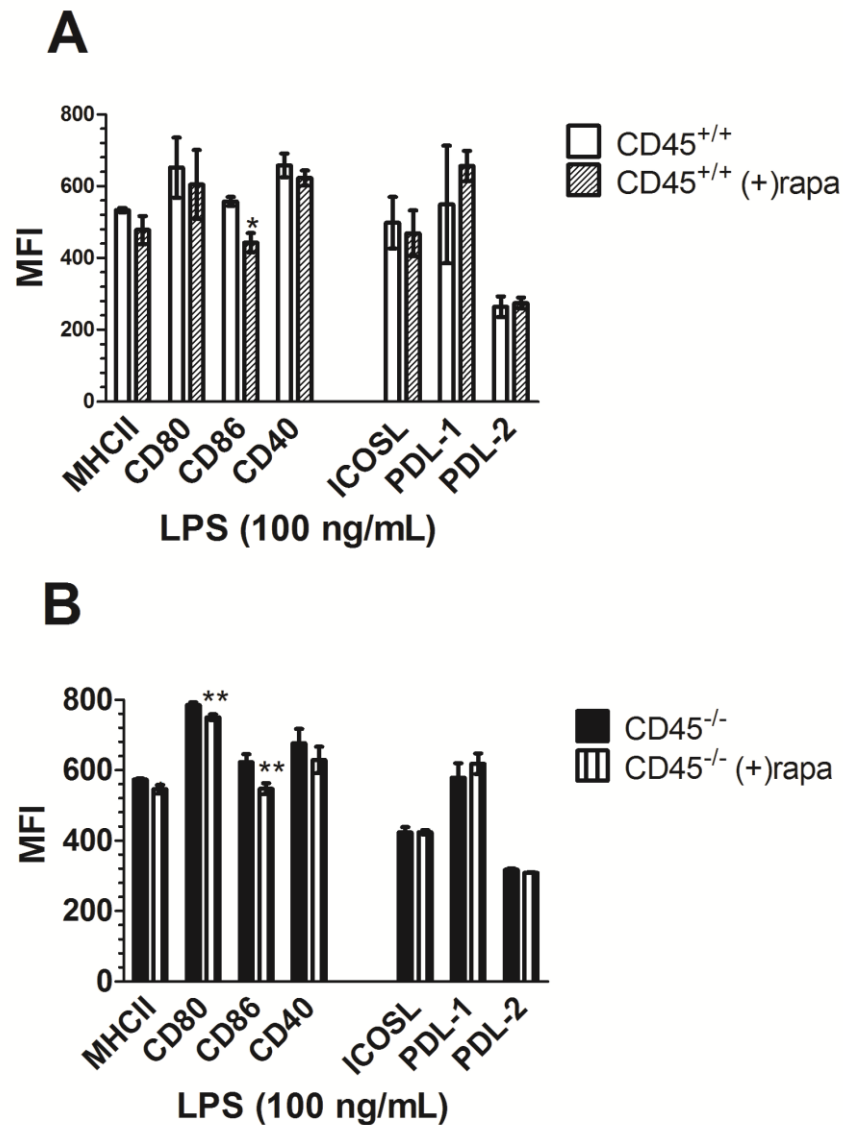 A
800
600
400
200
0
MFI
*
CD45+/+
CD45+/+ (+)rapa
MHCII
CD80
CD86
CD40
ICOSL
PDL-1
PDL-2
LPS (100 ng/mL)
B
800
600
400
200
0
MFI
**
**
CD45-/-
CD45-/- (+)rapa
MHCII
CD80
CD86
CD40
ICOSL
PDL-1
PDL-2
LPS (100 ng/mL)